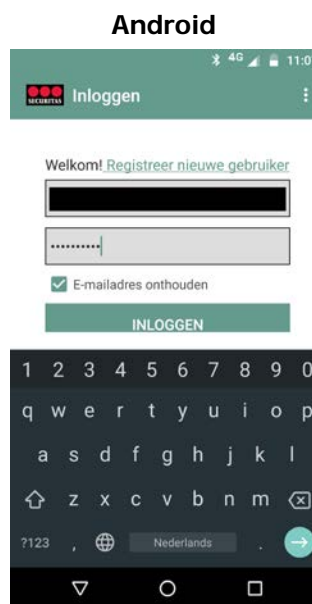 Android
4G 11:0
SECURITAS Inloggen
Welkom! Registreer nieuwe gebruiker
••••••••••
E-mailadres onthouden
INLOGGEN
1 2 3 4 5 6 7 8 9 0
q w e r t y u i o p
a s d f g h j k l
z x c v b n m
?123 , Nederlands .